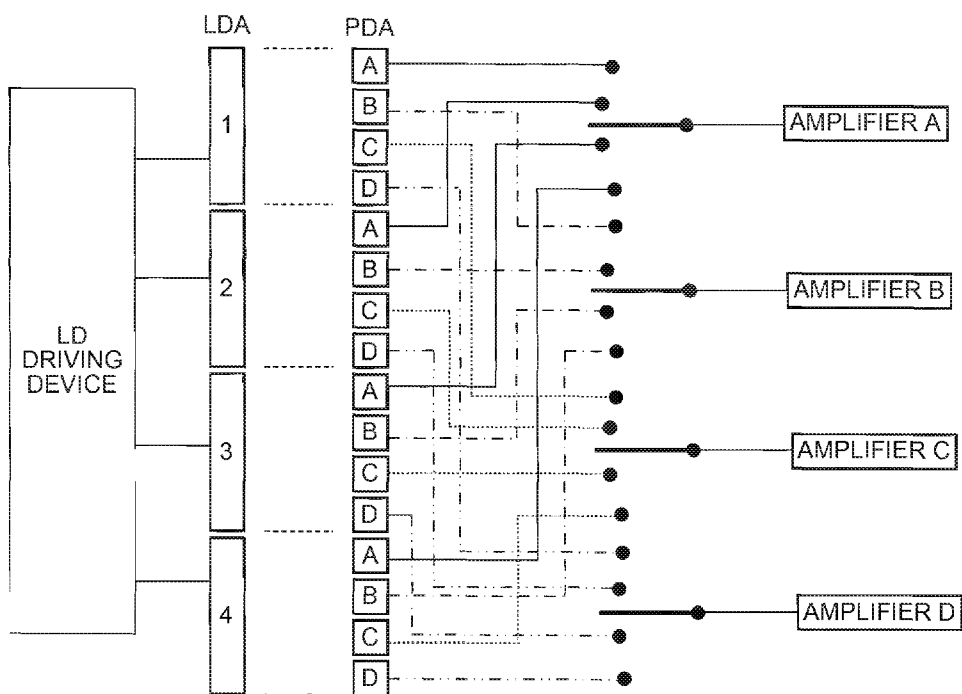 LDA
PDA
A
B
C
D
A
B
C
D
A
B
C
D
A
B
C
D
1
2
3
4
LD
DRIVING
DEVICE
AMPLIFIER A
AMPLIFIER B
AMPLIFIER C
AMPLIFIER D